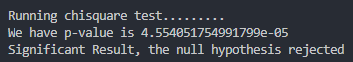 Running chisquare test.........
We have p-value is 4.554051754991799e-05
Significant Result, the null hypothesis rejected